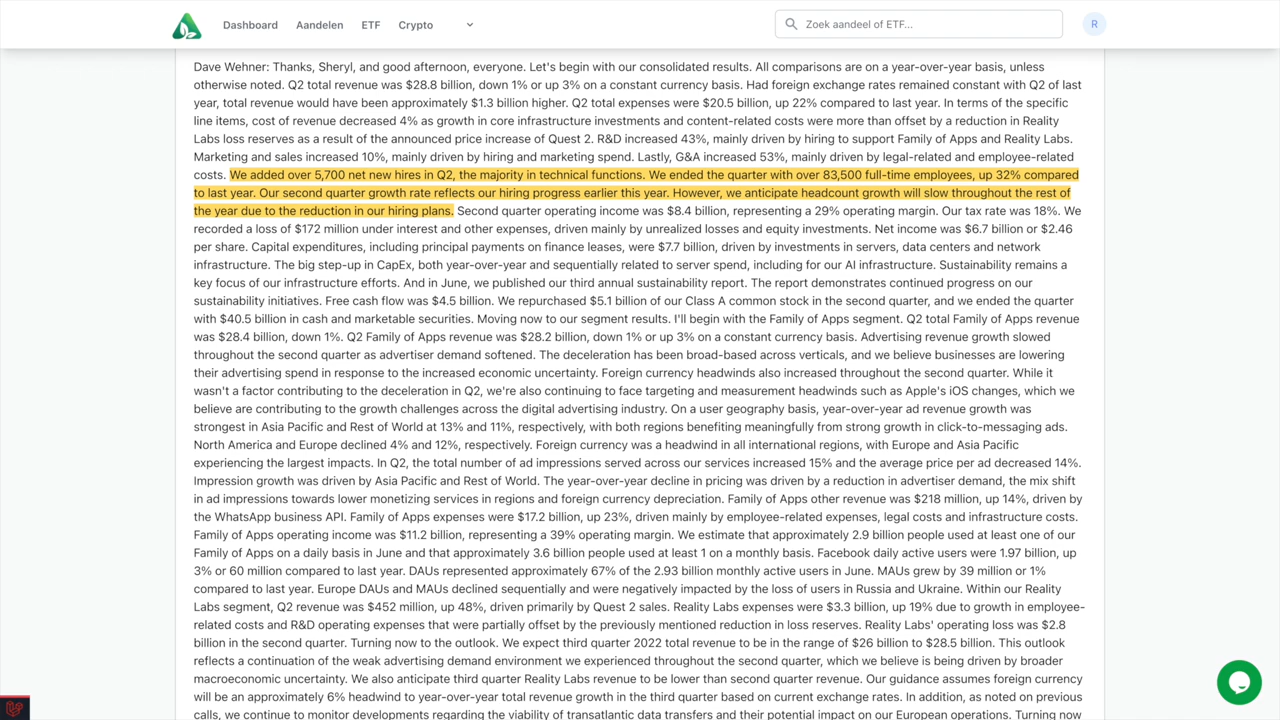 Dashboard Aandelen ETF Crypto
Zoek aandeel of ETF...
R
Dave Wehner: Thanks, Sheryl, and good afternoon, everyone. Let's begin with our consolidated results. All comparisons are on a year-over-year basis, unless
otherwise noted. Q2 total revenue was $28.8 billion, down 1% or up 3% on a constant currency basis. Had foreign exchange rates remained constant with Q2 of last
year, total revenue would have been approximately $1.3 billion higher. Q2 total expenses were $20.5 billion, up 22% compared to last year. In terms of the specific
line items, cost of revenue decreased 4% as growth in core infrastructure investments and content-related costs were more than offset by a reduction in Reality
Labs loss reserves as a result of the announced price increase of Quest 2. R&D increased 43%, mainly driven by hiring to support Family of Apps and Reality Labs.
Marketing and sales increased 10%, mainly driven by hiring and marketing spend. Lastly, G&A increased 53%, mainly driven by legal-related and employee-related
costs. We added over 5,700 net new hires in Q2, the majority in technical functions. We ended the quarter with over 83,500 full-time employees, up 32% compared
to last year. Our second quarter growth rate reflects our hiring progress earlier this year. However, we anticipate headcount growth will slow throughout the rest of
the year due to the reduction in our hiring plans. Second quarter operating income was $8.4 billion, representing a 29% operating margin. Our tax rate was 18%. We
recorded a loss of $172 million under interest and other expenses, driven mainly by unrealized losses and equity investments. Net income was $6.7 billion or $2.46
per share. Capital expenditures, including principal payments on finance leases, were $7.7 billion, driven by investments in servers, data centers and network
infrastructure. The big step-up in CapEx, both year-over-year and sequentially related to server spend, including for our AI infrastructure. Sustainability remains a
key focus of our infrastructure efforts. And in June, we published our third annual sustainability report. The report demonstrates continued progress on our
sustainability initiatives. Free cash flow was $4.5 billion. We repurchased $5.1 billion of our Class A common stock in the second quarter, and we ended the quarter
with $40.5 billion in cash and marketable securities. Moving now to our segment results. I'll begin with the Family of Apps segment. Q2 total Family of Apps revenue
was $28.4 billion, down 1%. Q2 Family of Apps revenue was $28.2 billion, down 1% or up 3% on a constant currency basis. Advertising revenue growth slowed
throughout the second quarter as advertiser demand softened. The deceleration has been broad-based across verticals, and we believe businesses are lowering
their advertising spend in response to the increased economic uncertainty. Foreign currency headwinds also increased throughout the second quarter. While it
wasn't a factor contributing to the deceleration in Q2, we're also continuing to face targeting and measurement headwinds such as Apple's iOS changes, which we
believe are contributing to the growth challenges across the digital advertising industry. On a user geography basis, year-over-year ad revenue growth was
strongest in Asia Pacific and Rest of World at 13% and 11%, respectively, with both regions benefiting meaningfully from strong growth in click-to-messaging ads.
North America and Europe declined 4% and 12%, respectively. Foreign currency was a headwind in all international regions, with Europe and Asia Pacific
experiencing the largest impacts. In Q2, the total number of ad impressions served across our services increased 15% and the average price per ad decreased 14%.
Impression growth was driven by Asia Pacific and Rest of World. The year-over-year decline in pricing was driven by a reduction in advertiser demand, the mix shift
in ad impressions towards lower monetizing services in regions and foreign currency depreciation. Family of Apps other revenue was $218 million, up 14%, driven by
the WhatsApp business API. Family of Apps expenses were $17.2 billion, up 23%, driven mainly by employee-related expenses, legal costs and infrastructure costs.
Family of Apps operating income was $11.2 billion, representing a 39% operating margin. We estimate that approximately 2.9 billion people used at least one of our
Family of Apps on a daily basis in June and that approximately 3.6 billion people used at least 1 on a monthly basis. Facebook daily active users were 1.97 billion, up
3% or 60 million compared to last year. DAUs represented approximately 67% of the 2.93 billion monthly active users in June. MAUs grew by 39 million or 1%
compared to last year. Europe DAUs and MAUs declined sequentially and were negatively impacted by the loss of users in Russia and Ukraine. Within our Reality
Labs segment, Q2 revenue was $452 million, up 48%, driven primarily by Quest 2 sales. Reality Labs expenses were $3.3 billion, up 19% due to growth in employee-
related costs and R&D operating expenses that were partially offset by the previously mentioned reduction in loss reserves. Reality Labs' operating loss was $2.8
billion in the second quarter. Turning now to the outlook. We expect third quarter 2022 total revenue to be in the range of $26 billion to $28.5 billion. This outlook
reflects a continuation of the weak advertising demand environment we experienced throughout the second quarter, which we believe is being driven by broader
macroeconomic uncertainty. We also anticipate third quarter Reality Labs revenue to be lower than second quarter revenue. Our guidance assumes foreign currency
will be an approximately 6% headwind to year-over-year total revenue growth in the third quarter based on current exchange rates. In addition, as noted on previous
calls, we continue to monitor developments regarding the viability of transatlantic data transfers and their potential impact on our European operations. Turning now